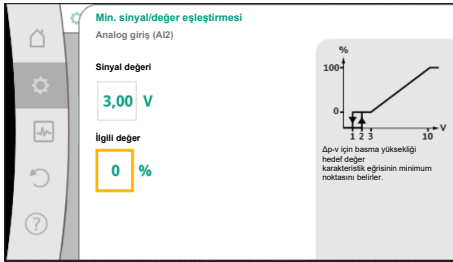 Min. sinyal/değer eşleştirmesi
Analog giriş (AI2)
Sinyal değeri
3,00 V
İlgili değer
0 %
%
100
0
1 2 3 10 V
Δp-v için basma yüksekliği
hedef değer
karakteristik eğrisinin minimum
noktasını belirler.
?